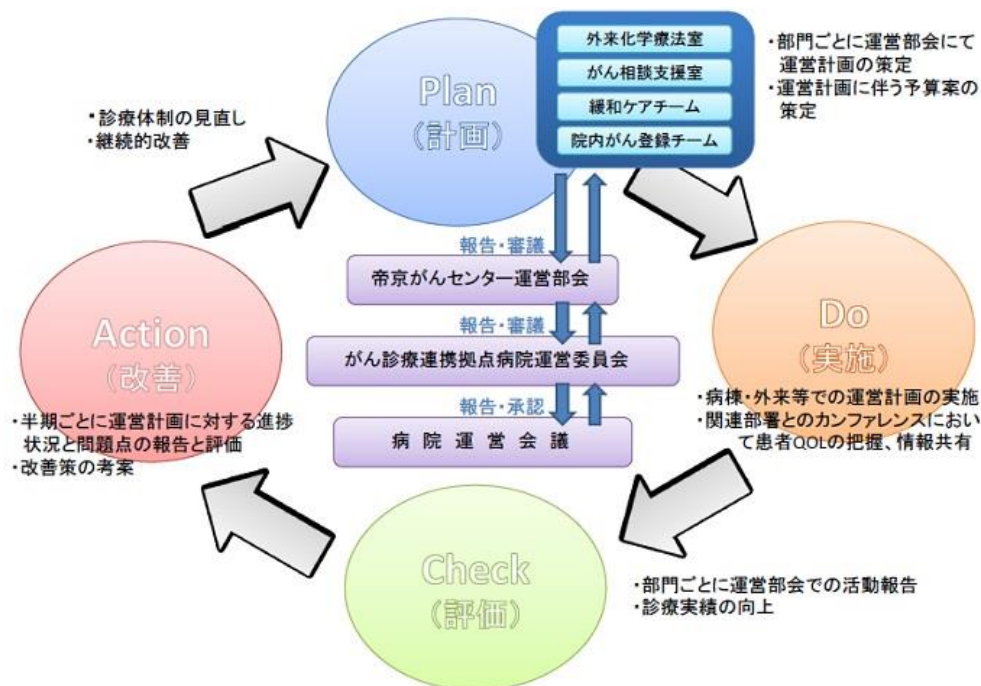 外来化学療法室
がん相談支援室
緩和ケアチーム
院内がん登録チーム
・部門ごとに運営部会にて
運営計画の策定
・運営計画に伴う予算案の
策定
Plan
(計画)
・診療体制の見直し
・継続的改善
報告・審議
帝京がんセンター運営部会
報告・審議
がん診療連携拠点病院運営委員会
報告・承認
病院運営会議
Action
(改善)
・半期ごとに運営計画に対する進捗
状況と問題点の報告と評価
・改善策の考案
Do
(実施)
・病棟・外来等での運営計画の実施
・関連部署とのカンファレンスにおい
て患者QOLの把握、情報共有
Check
(評価)
・部門ごとに運営部会での活動報告
・診療実績の向上